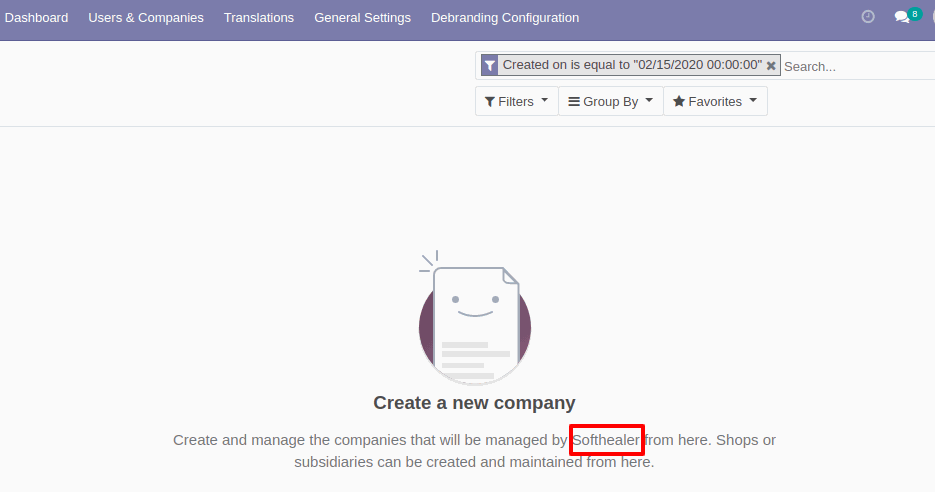 Dashboard Users & Companies Translations General Settings Debranding Configuration 8
Created on is equal to "02/15/2020 00:00:00" ✖ Search...
Filters Group By Favorites
Create a new company
Create and manage the companies that will be managed by Softhealer from here. Shops or
subsidiaries can be created and maintained from here.